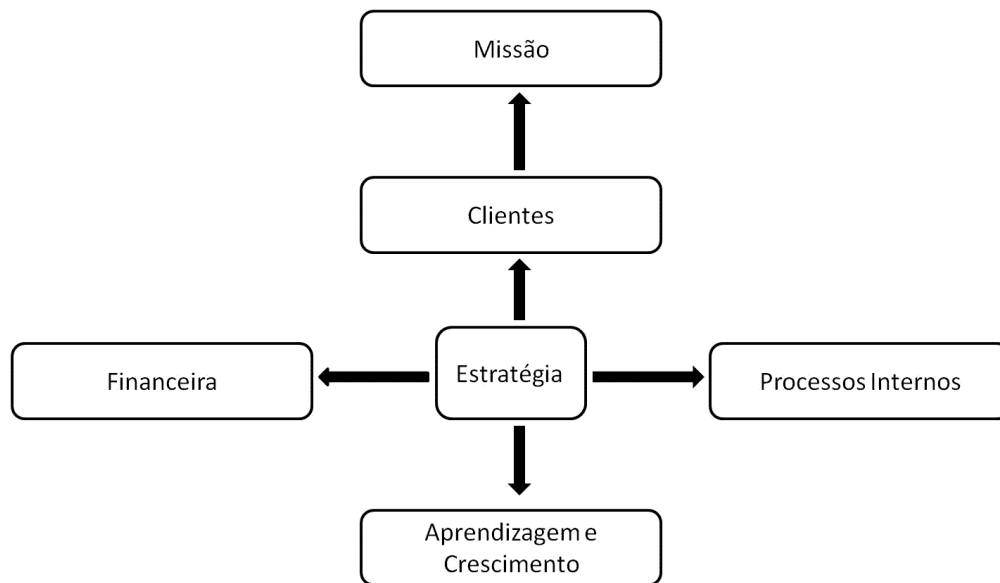 Missão
Clientes
Financeira
Estratégia
Processos Internos
Aprendizagem e
Crescimento